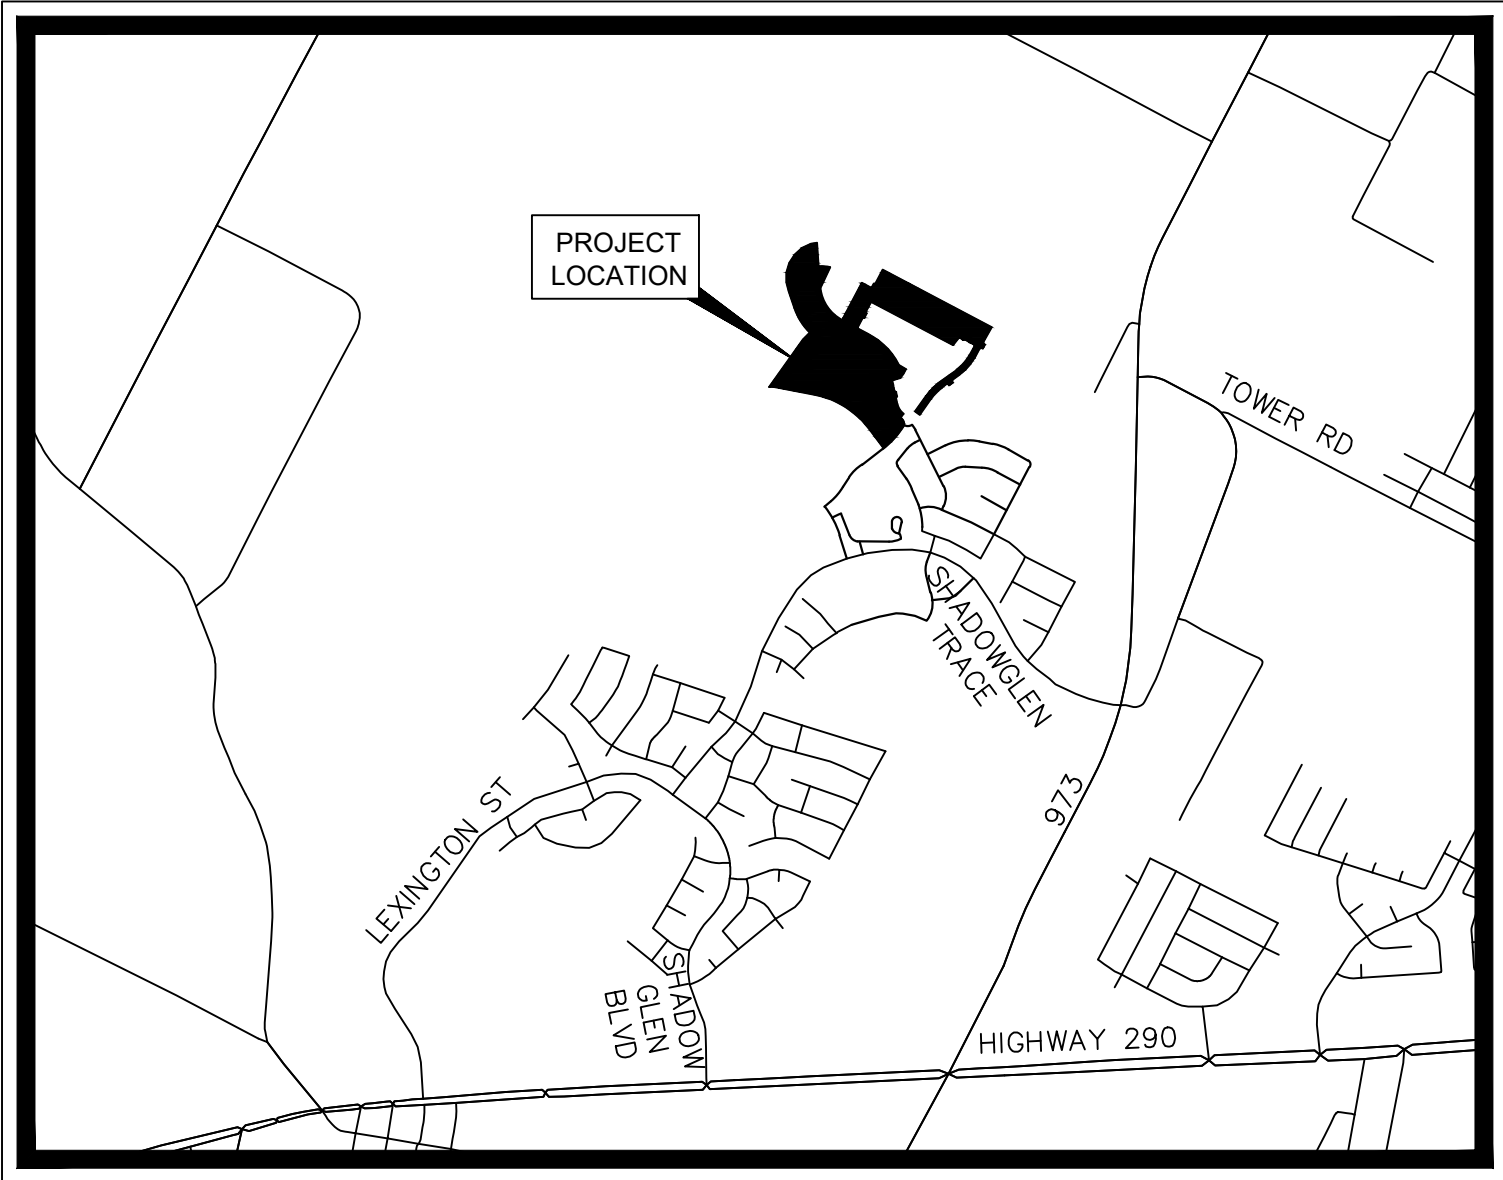 PROJECT
LOCATION
TOWER RD
SHADOWGLEN
TRACE
973
LEXINGTON ST
SHADOW
GLEN
BLVD
HIGHWAY 290